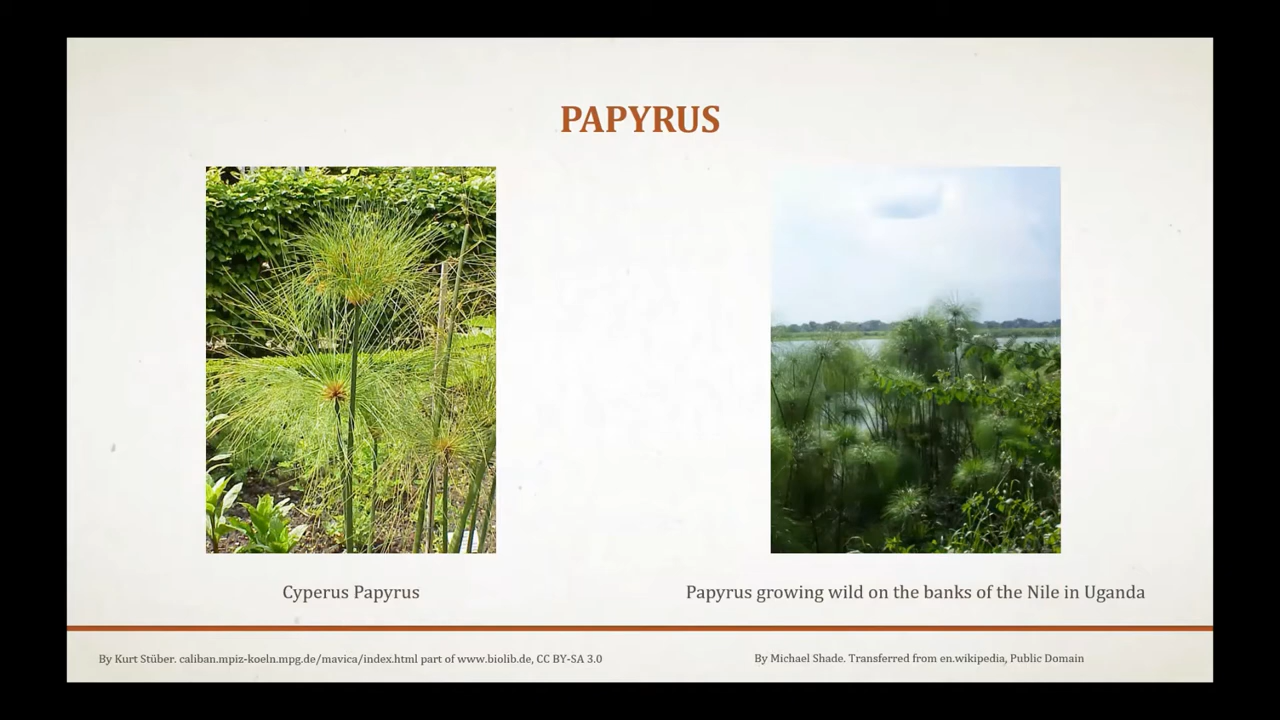 PAPYRUS
Cyperus Papyrus
Papyrus growing wild on the banks of the Nile in Uganda
By Kurt Stüber. caliban.mpiz-koeln.mpg.de/mavica/index.html part of www.biolib.de, CC BY-SA 3.0
By Michael Shade. Transferred from en.wikipedia, Public Domain